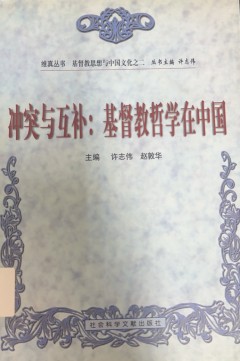 维真丛书 基督教思想与中国文化之二 丛书主编 许志伟
冲突与互补：基督教哲学在中国
主编 许志伟 赵敦华
社会科学文献出版社